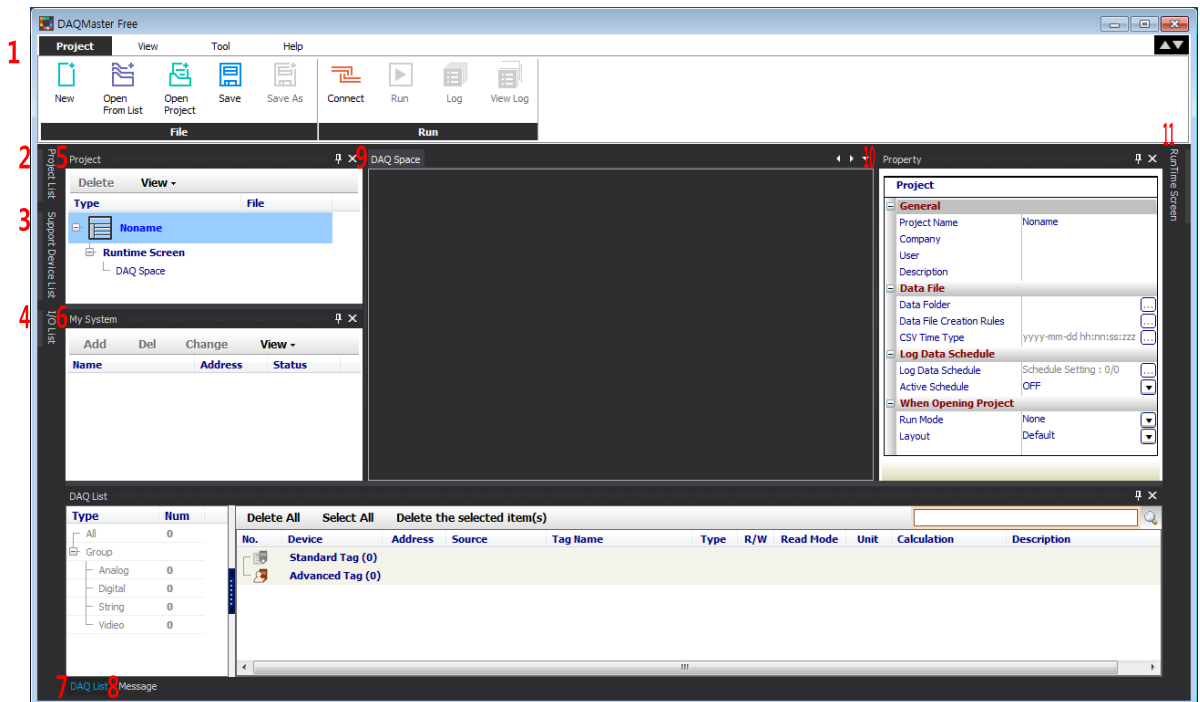 DAQMaster Free
1
Project View Tool Help
New Open From List Open Project Save Save As Connect Run Log View Log
File Run
2 Project List
3 Support Device List
4 I/O List
5 Project
Delete View
Type File
Noname
Runtime Screen
DAQ Space
6 My System
Add Del Change View
Name Address Status
9 DAQ Space
10 Property
Project
General
Project Name Noname
Company
User
Description
Data File
Data Folder ...
Data File Creation Rules ...
CSV Time Type yyyy-mm-dd hh:nn:ss:zzz ...
Log Data Schedule
Log Data Schedule Schedule Setting : 0/0 ...
Active Schedule OFF
When Opening Project
Run Mode None
Layout Default
11 RunTime Screen
DAQ List
Type Num
All 0
Group
Analog 0
Digital 0
String 0
Vidieo 0
Delete All Select All Delete the selected item(s)
No. Device Address Source Tag Name Type R/W Read Mode Unit Calculation Description
Standard Tag (0)
Advanced Tag (0)
7 DAQ List 8 Message